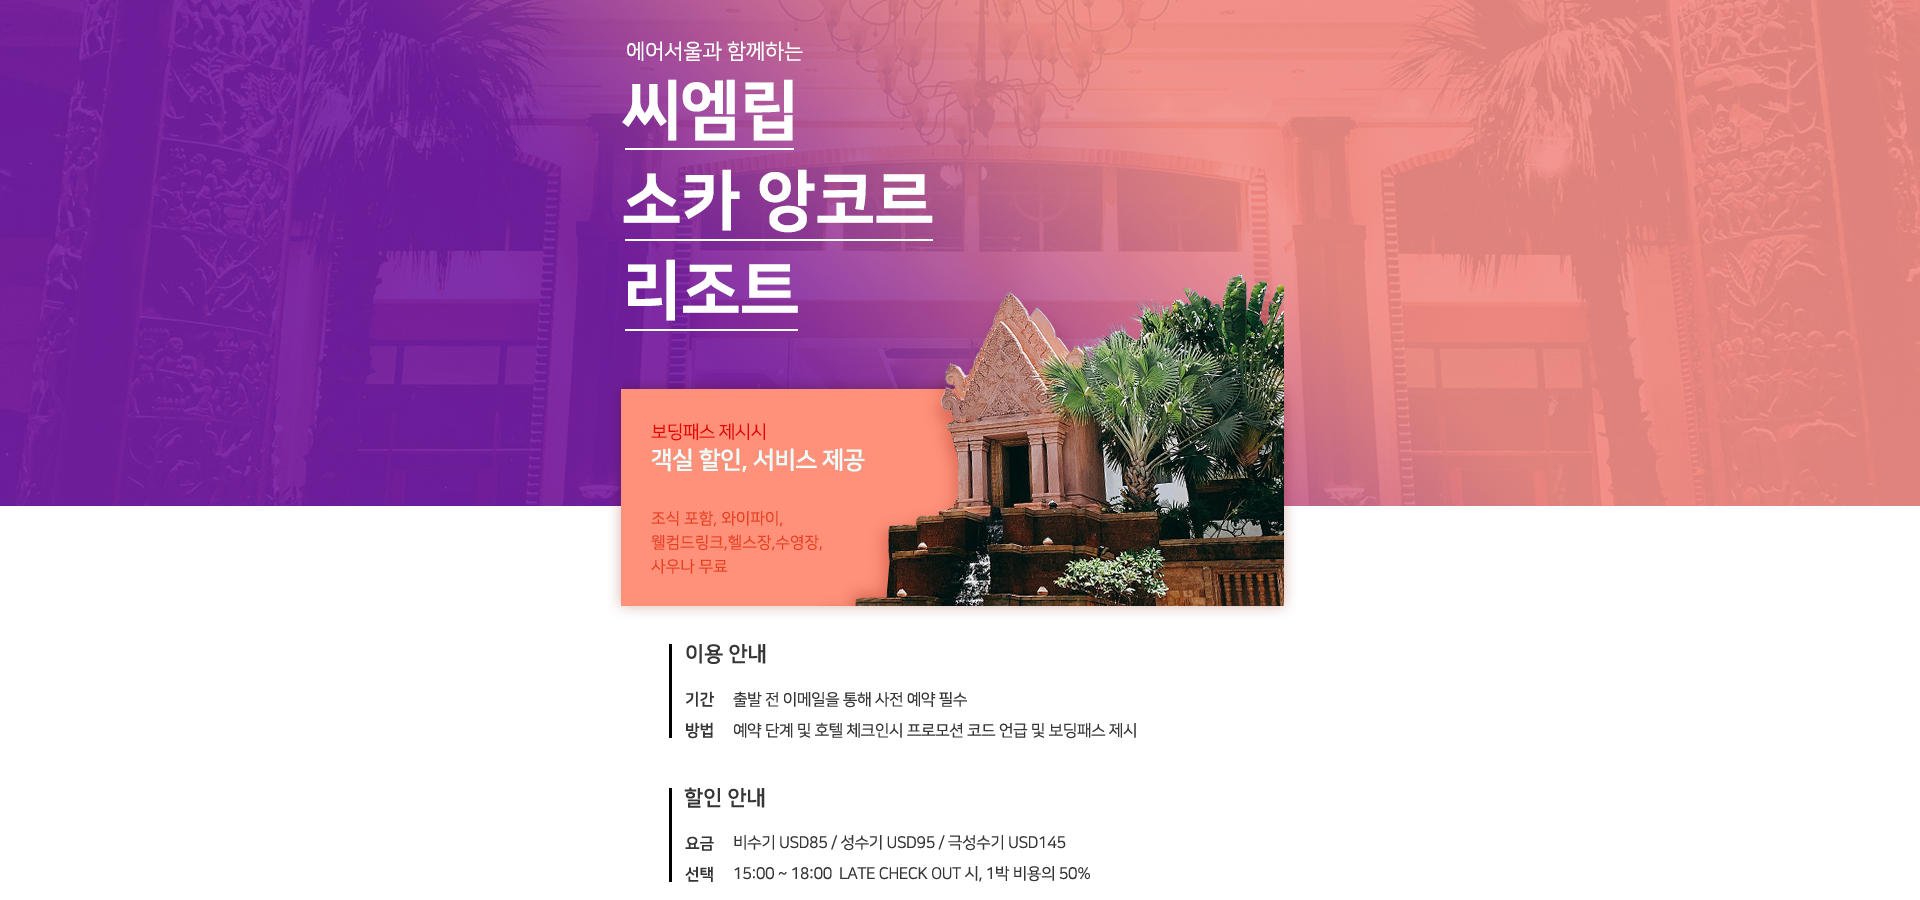 에어서울과 함께하는
씨엠립
소카 앙코르
리조트
보딩패스 제시시
객실 할인, 서비스 제공
조식 포함, 와이파이,
웰컴드링크,헬스장,수영장,
사우나 무료
이용 안내
기간 출발 전 이메일을 통해 사전 예약 필수
방법 예약 단계 및 호텔 체크인시 프로모션 코드 언급 및 보딩패스 제시
할인 안내
요금 비수기 USD85 / 성수기 USD95 / 극성수기 USD145
선택 15:00 ~ 18:00 LATE CHECK OUT 시, 1박 비용의 50%